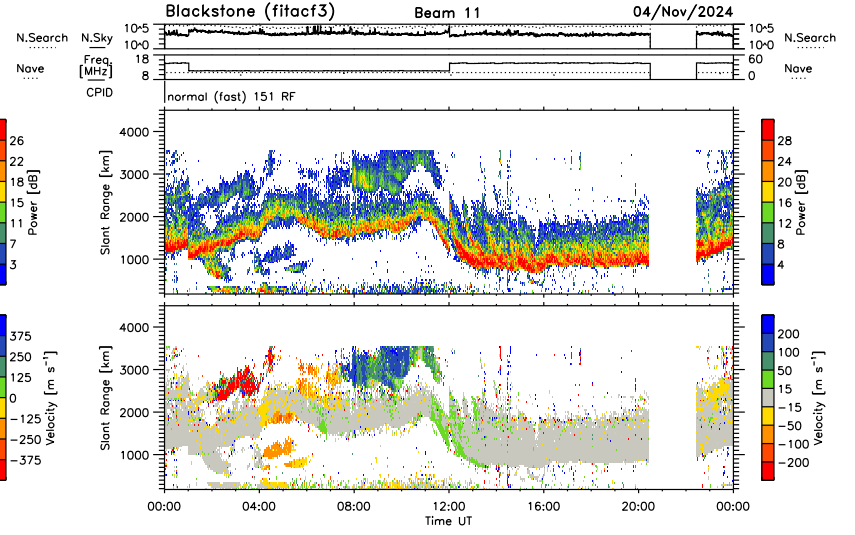 Blackstone (fitacf3) Beam 11 04/Nov/2024
N.Search N.Sky 10^5 10^0 10^5 10^0 N.Search
Nave Freq. [MHz] 18 8 60 0 Nave
CPID normal (fast) 151 RF
Power [dB] 26 22 18 15 11 7 3
Slant Range [km] 4000 3000 2000 1000
28 24 20 16 12 8 4 Power [dB]
Velocity [m s⁻¹] 375 250 125 0 −125 −250 −375
Slant Range [km] 4000 3000 2000 1000
200 100 50 15 −15 −50 −100 −200 Velocity [m s⁻¹]
00:00 04:00 08:00 12:00 16:00 20:00 00:00
Time UT